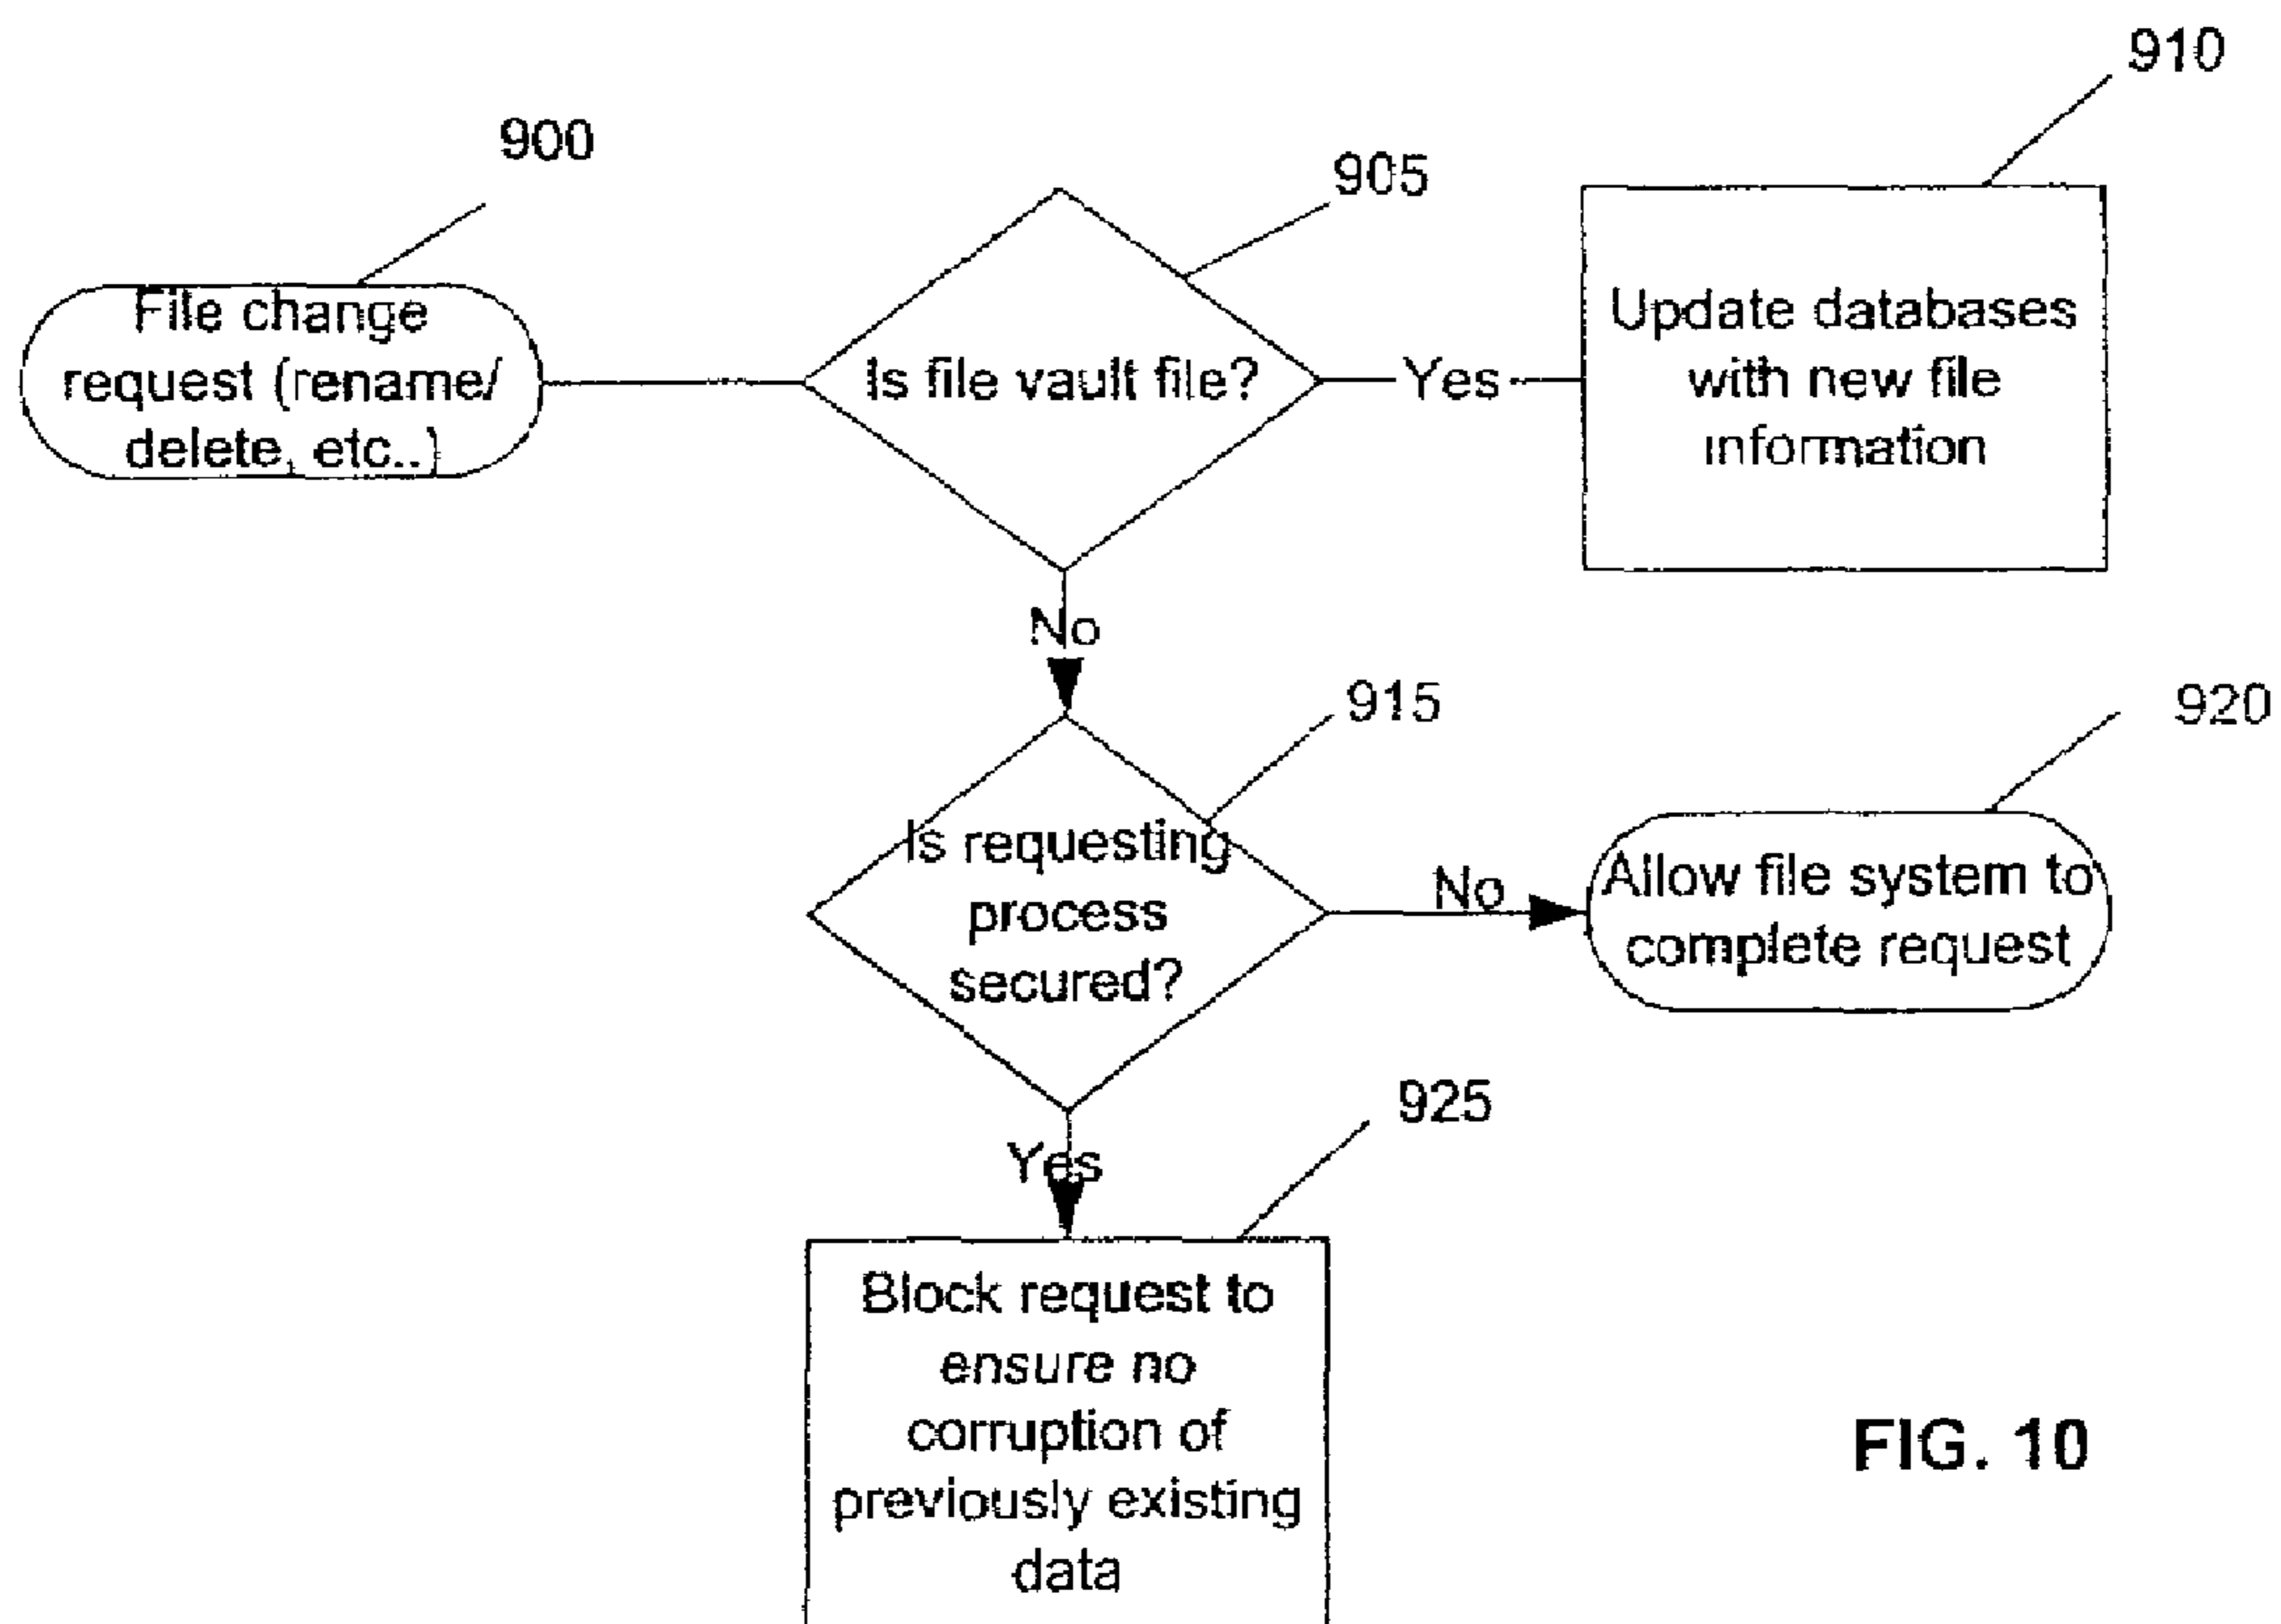 910
900
905
File change
request (rename/
delete, etc..)
Is file vault file?
Yes
Update databases
with new file
information
No
915
920
Is requesting
process
secured?
No
Allow file system to
complete request
925
Yes
Block request to
ensure no
corruption of
previously existing
data
FIG. 10